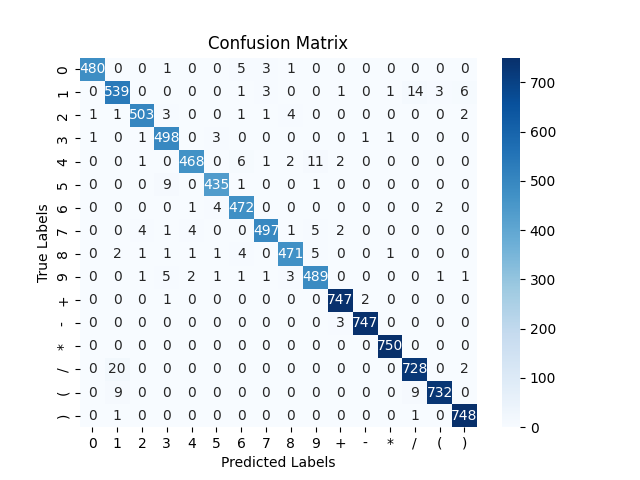 Confusion Matrix
0 480 0 0 1 0 0 5 3 1 0 0 0 0 0 0 0
1 0 539 0 0 0 0 1 3 0 0 1 0 1 14 3 6
2 1 1 503 3 0 0 1 1 4 0 0 0 0 0 0 2
3 1 0 1 498 0 3 0 0 0 0 0 1 1 0 0 0
4 0 0 1 0 468 0 6 1 2 11 2 0 0 0 0 0
5 0 0 0 9 0 435 1 0 0 1 0 0 0 0 0 0
6 0 0 0 0 1 4 472 0 0 0 0 0 0 0 2 0
7 0 0 4 1 4 0 0 497 1 5 2 0 0 0 0 0
8 0 2 1 1 1 1 4 0 471 5 0 0 1 0 0 0
9 0 0 1 5 2 1 1 1 3 489 0 0 0 0 1 1
+ 0 0 0 1 0 0 0 0 0 0 747 2 0 0 0 0
- 0 0 0 0 0 0 0 0 0 0 3 747 0 0 0 0
* 0 0 0 0 0 0 0 0 0 0 0 0 750 0 0 0
/ 0 20 0 0 0 0 0 0 0 0 0 0 0 728 0 2
( 0 9 0 0 0 0 0 0 0 0 0 0 0 9 732 0
) 0 1 0 0 0 0 0 0 0 0 0 0 0 1 0 748
0 1 2 3 4 5 6 7 8 9 + - * / ( )
Predicted Labels
True Labels
700
600
500
400
300
200
100
0